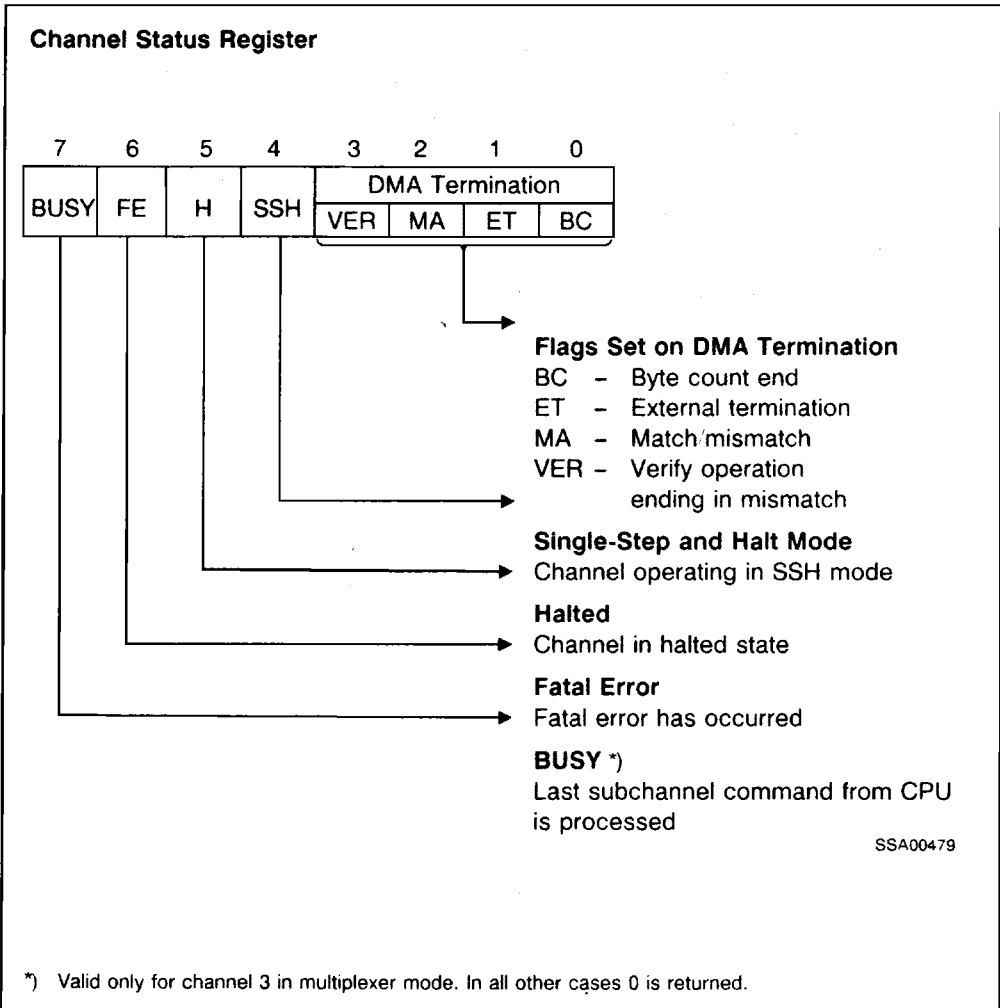 Channel Status Register
7 6 5 4 3 2 1 0
BUSY FE H SSH DMA Termination
VER MA ET BC
Flags Set on DMA Termination
BC – Byte count end
ET – External termination
MA – Match/mismatch
VER – Verify operation
ending in mismatch
Single-Step and Halt Mode
Channel operating in SSH mode
Halted
Channel in halted state
Fatal Error
Fatal error has occurred
BUSY *)
Last subchannel command from CPU
is processed
SSA00479
*) Valid only for channel 3 in multiplexer mode. In all other cases 0 is returned.